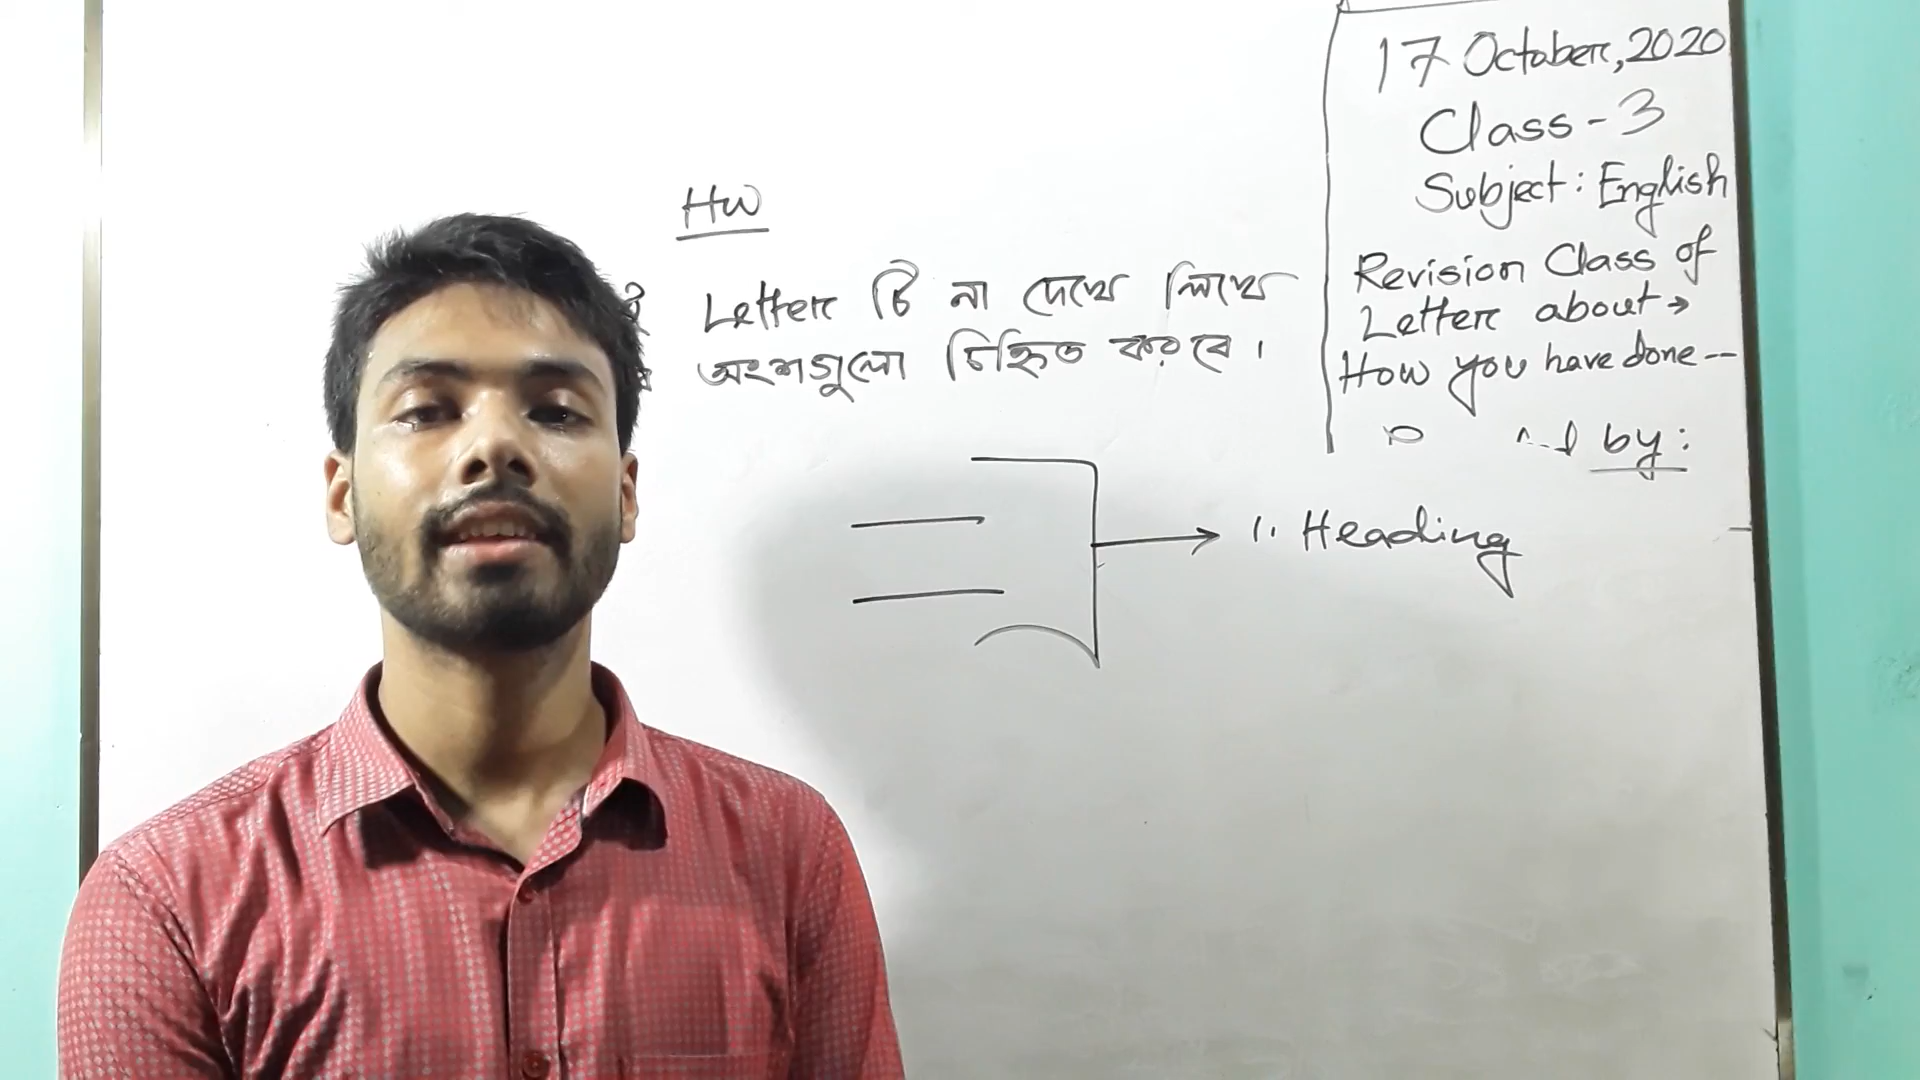 17 October, 2020
Class - 3
Subject: English
Revision Class of
Letter about →
How you have done --
by:
HW
Letter টি না দেখে লিখে
অংশগুলো চিহ্নিত করবে।
1. Heading